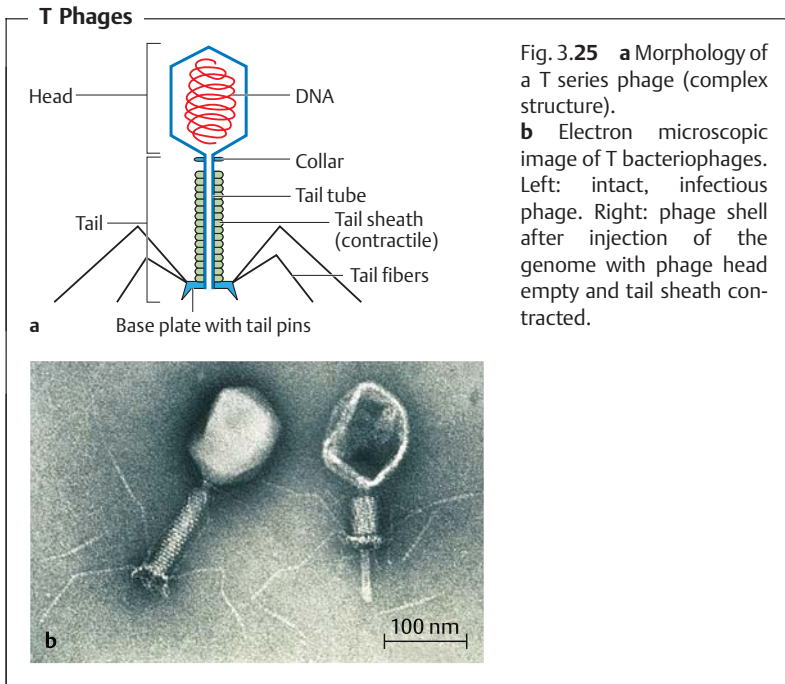 T Phages
Head
DNA
Collar
Tail tube
Tail
Tail sheath
(contractile)
Tail fibers
a
Base plate with tail pins
b
100 nm
Fig. 3.25 a Morphology of
a T series phage (complex
structure).
b Electron microscopic
image of T bacteriophages.
Left: intact, infectious
phage. Right: phage shell
after injection of the
genome with phage head
empty and tail sheath con-
tracted.